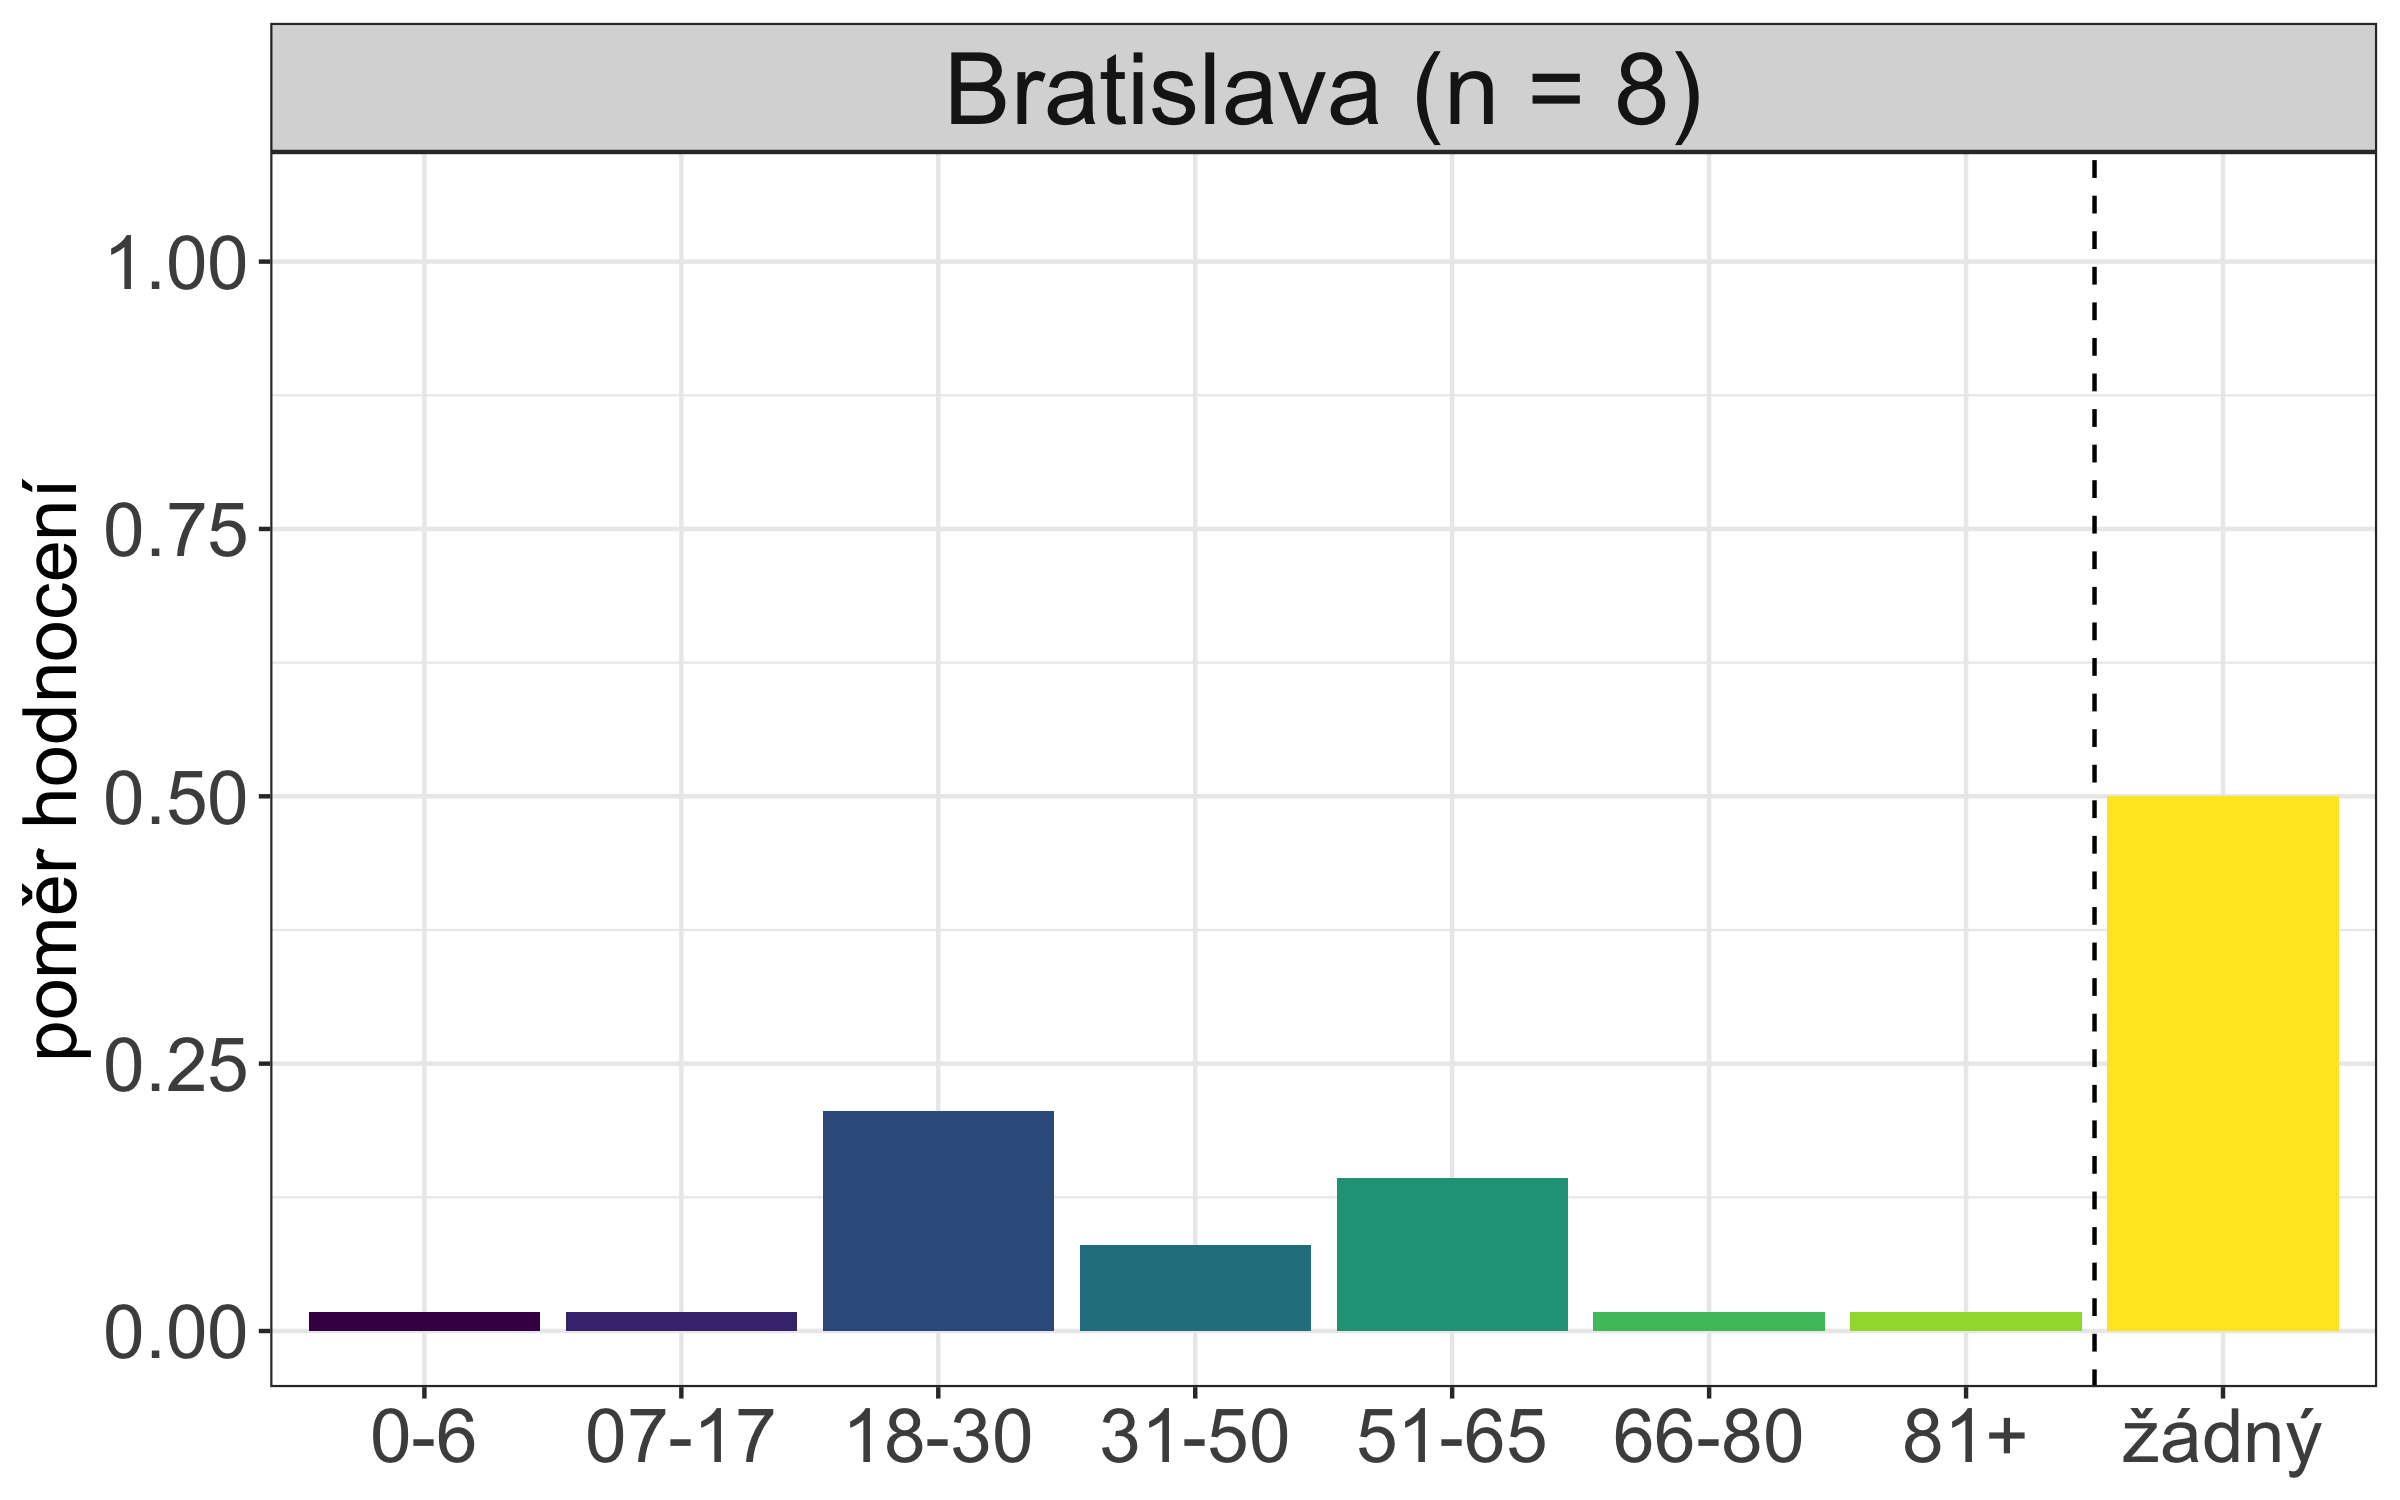 Bratislava (n = 8)
poměr hodnocení
1.00
0.75
0.50
0.25
0.00
0-6 07-17 18-30 31-50 51-65 66-80 81+ žádný